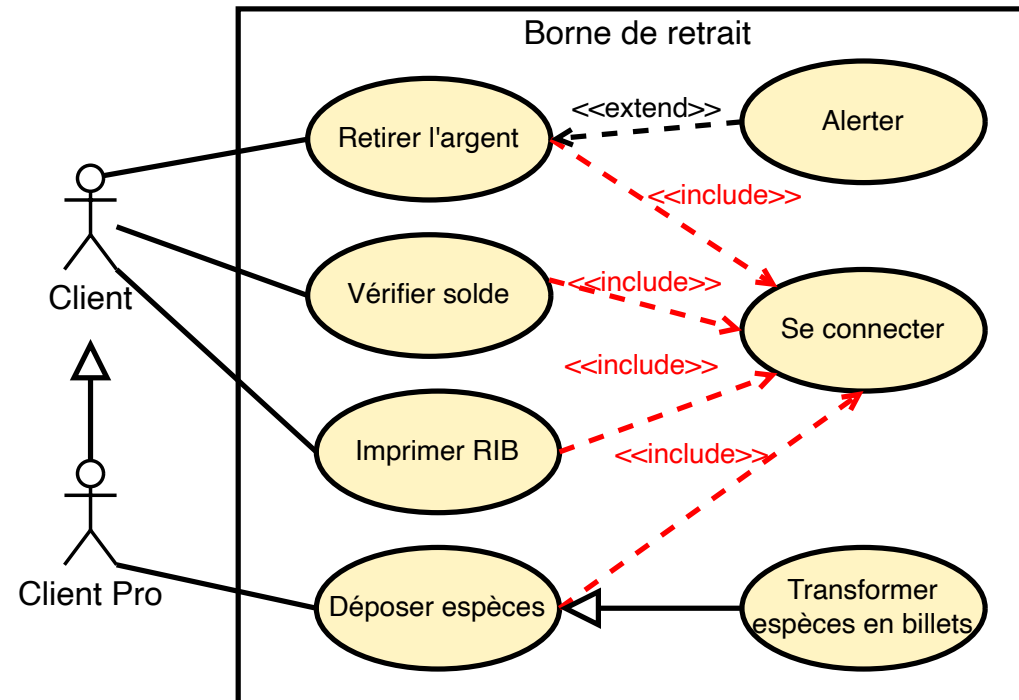 Borne de retrait
Retirer l'argent
<<extend>>
Alerter
<<include>>
Client
Vérifier solde
<<include>>
Se connecter
<<include>>
Imprimer RIB
<<include>>
Client Pro
Déposer espèces
Transformer
espèces en billets